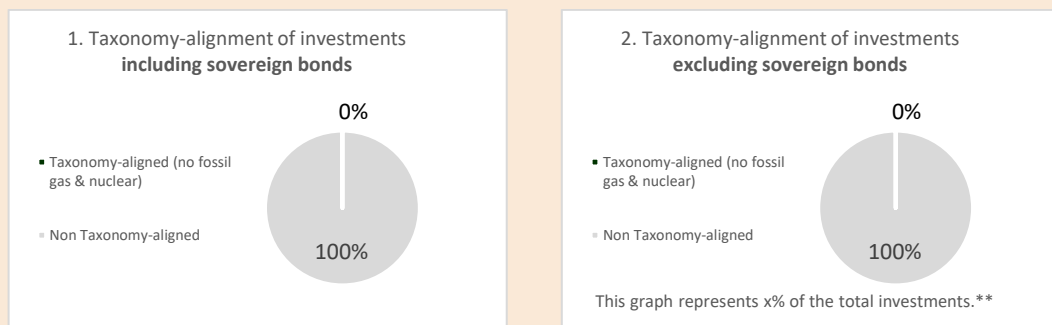 1. Taxonomy-alignment of investments
including sovereign bonds
0%
Taxonomy-aligned (no fossil
gas & nuclear)
Non Taxonomy-aligned
100%
2. Taxonomy-alignment of investments
excluding sovereign bonds
0%
Taxonomy-aligned (no fossil
gas & nuclear)
Non Taxonomy-aligned
100%
This graph represents x% of the total investments.**